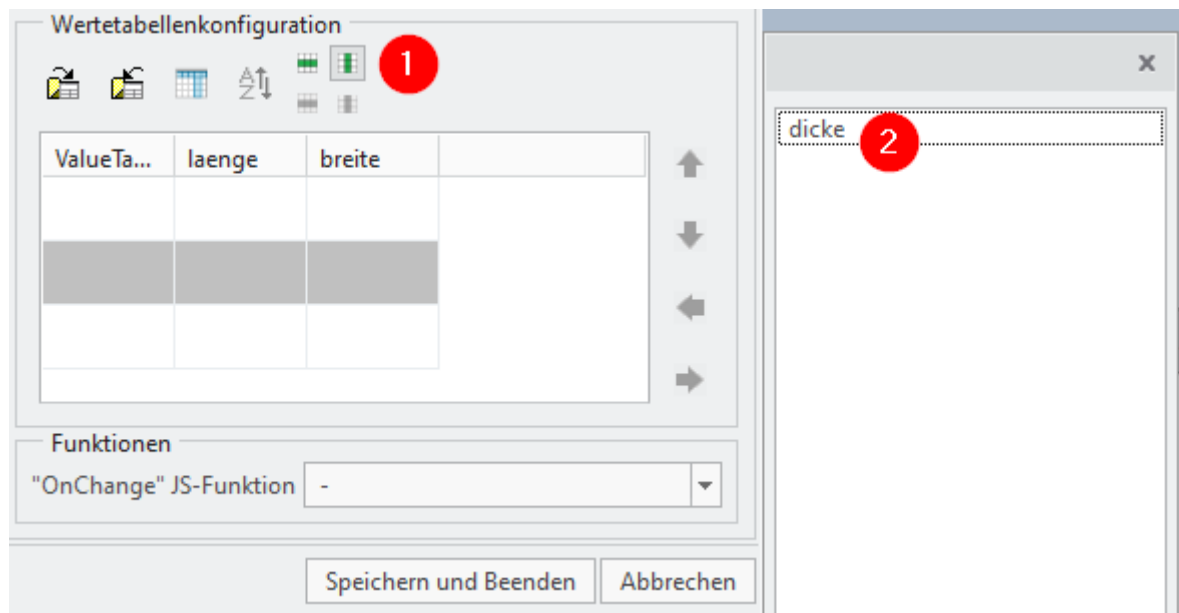 Wertetabellenkonfiguration
1
ValueTa... laenge breite
Funktionen
"OnChange" JS-Funktion -
Speichern und Beenden Abbrechen
x
dicke 2